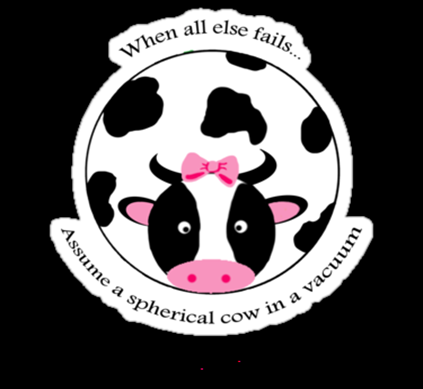 When all else fails...
Assume a spherical cow in a vacuum